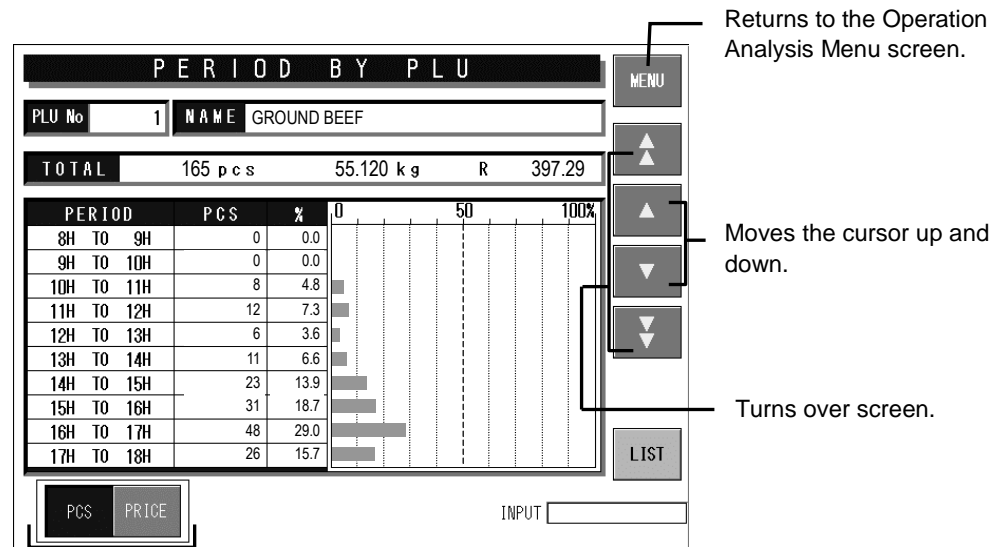 Returns to the Operation
Analysis Menu screen.
PERIOD BY PLU
MENU
PLU No 1 NAME GROUND BEEF
TOTAL 165 pcs 55.120 kg R 397.29
PERIOD PCS % 0 50 100%
8H TO 9H 0 0.0
9H TO 10H 0 0.0
10H TO 11H 8 4.8
11H TO 12H 12 7.3
12H TO 13H 6 3.6
13H TO 14H 11 6.6
14H TO 15H 23 13.9
15H TO 16H 31 18.7
16H TO 17H 48 29.0
17H TO 18H 26 15.7
Moves the cursor up and
down.
Turns over screen.
LIST
PCS PRICE
INPUT